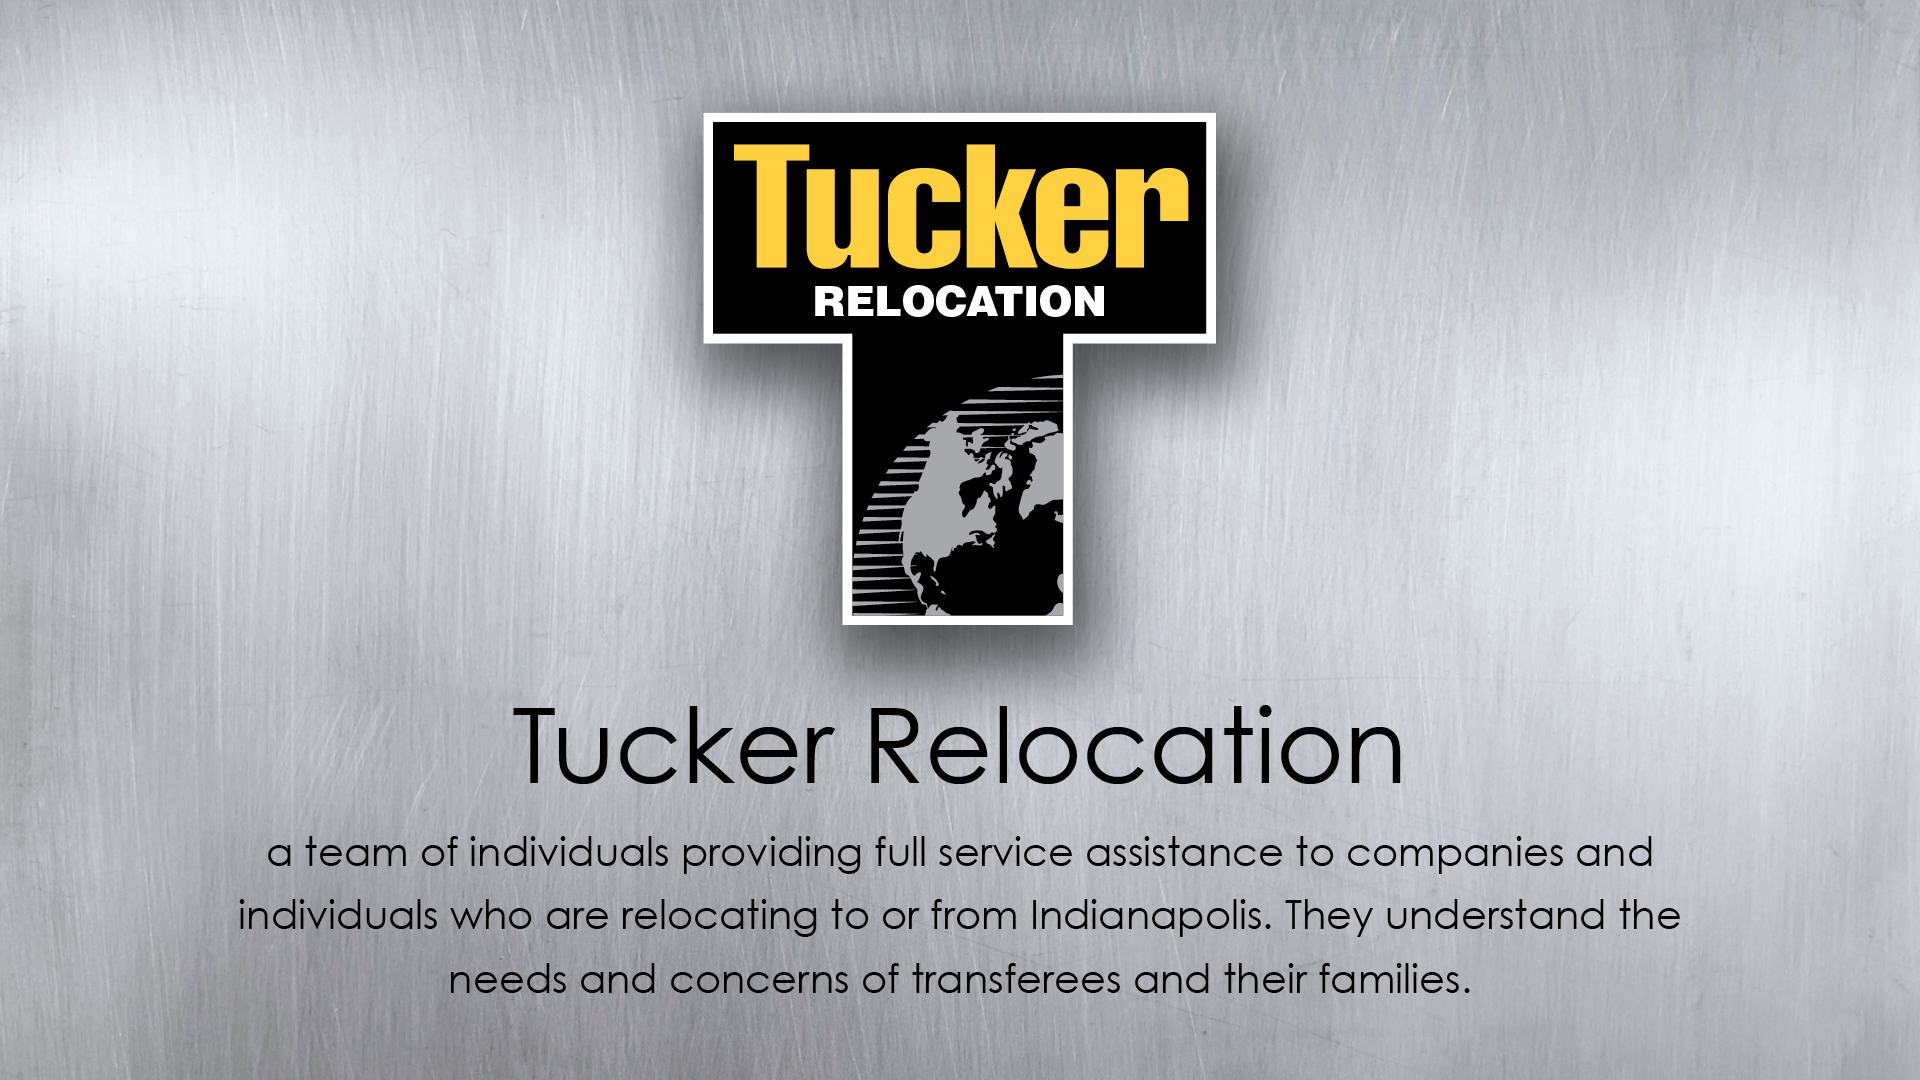 Tucker
RELOCATION
Tucker Relocation
a team of individuals providing full service assistance to companies and
individuals who are relocating to or from Indianapolis. They understand the
needs and concerns of transferees and their families.